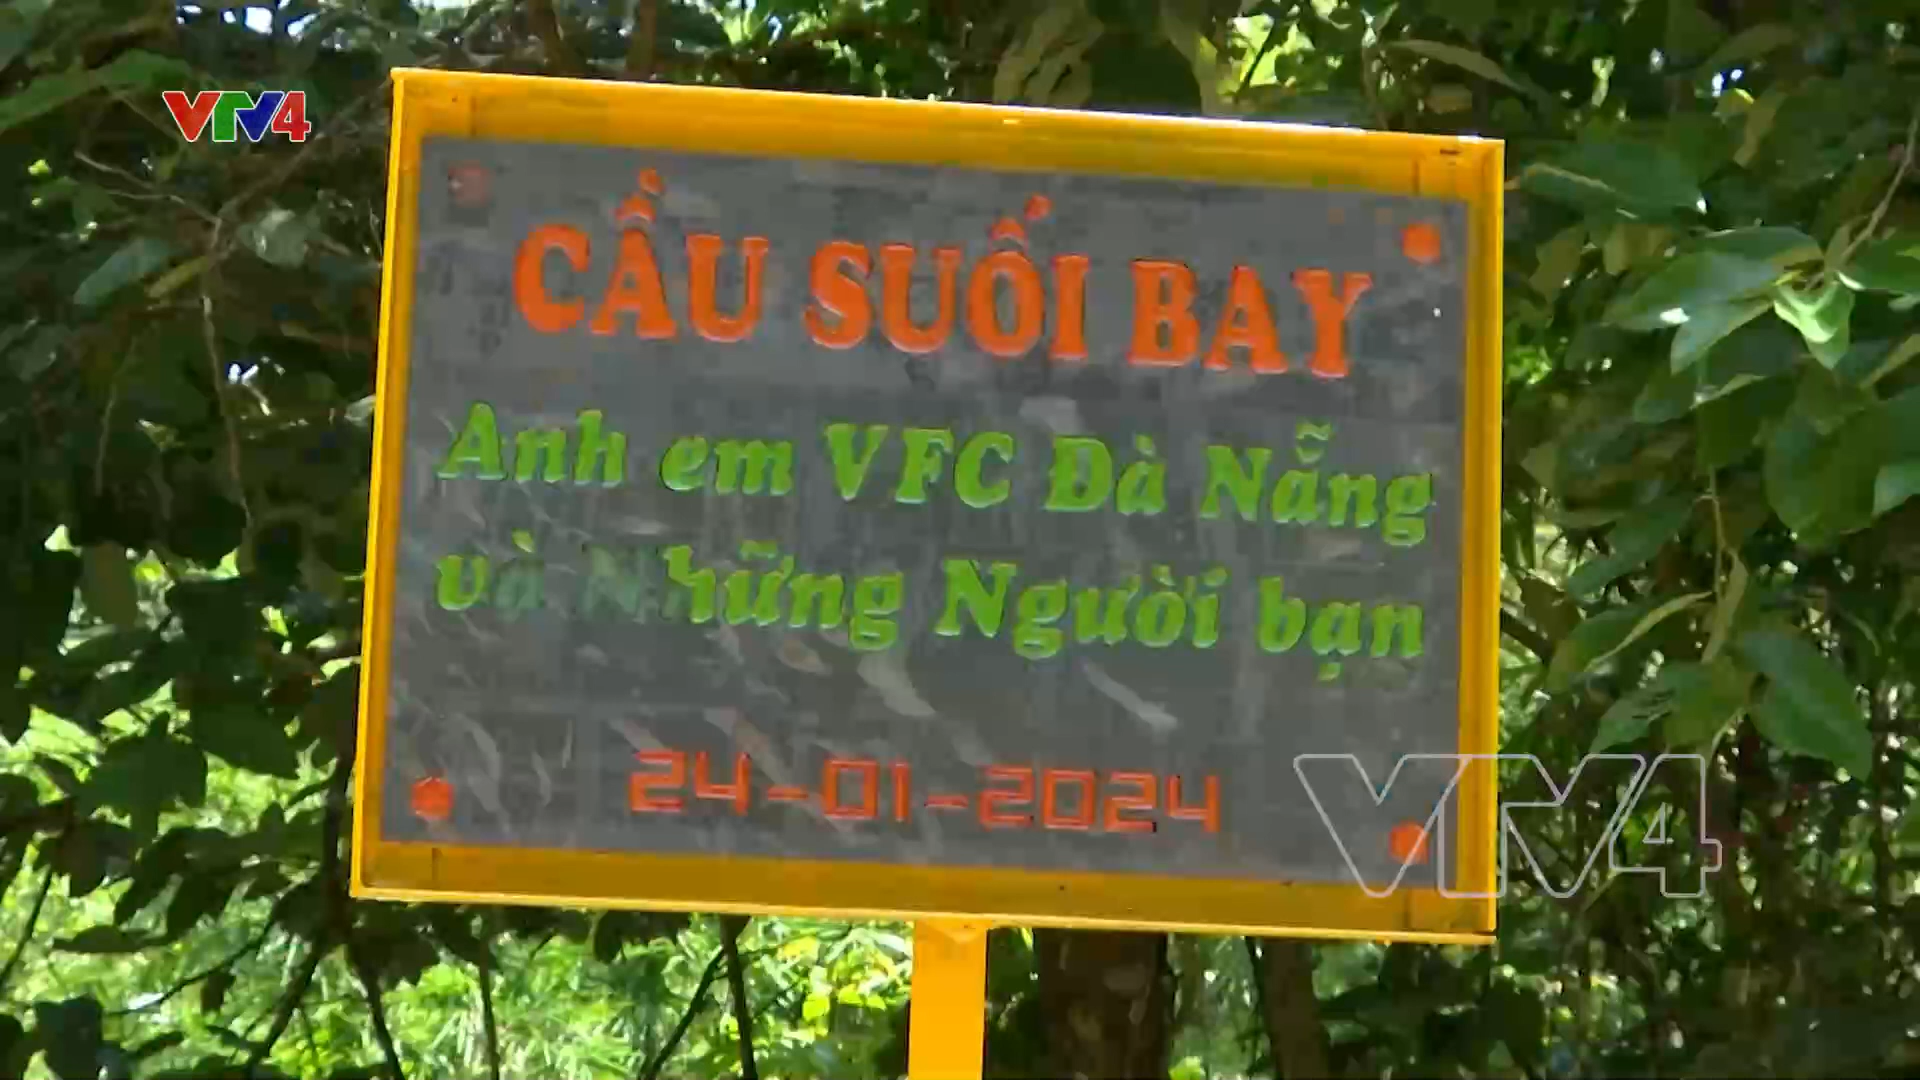 VTV4
CẦU SUỐI BAY
Anh em VFC Đà Nẵng
và Những Người bạn
24-01-2024
VTV4